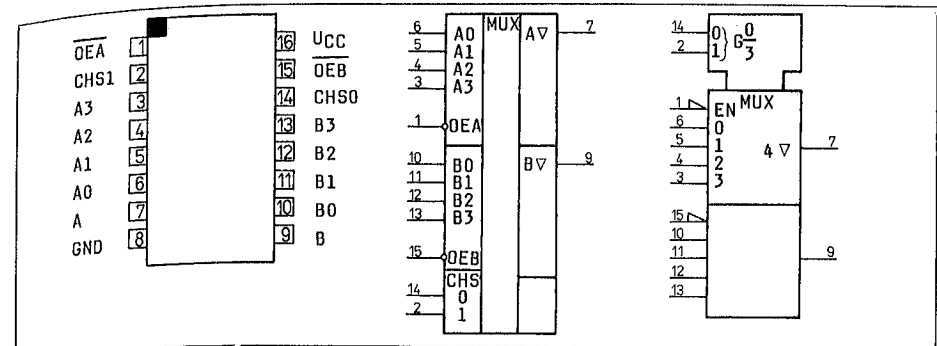 OEA 1
CHS1 2
A3 3
A2 4
A1 5
A0 6
A 7
GND 8
16 UCC
15 OEB
14 CHS0
13 B3
12 B2
11 B1
10 B0
9 B
MUX
6 A0 A▽ 7
5 A1
4 A2
3 A3
1 OEA
10 B0 B▽ 9
11 B1
12 B2
13 B3
15 OEB
CHS
14 0
2 1
14 0 } G 0/3
2 1
MUX
1 EN
6 0
5 1 4 ▽ 7
4 2
3 3
15
10
11 9
12
13